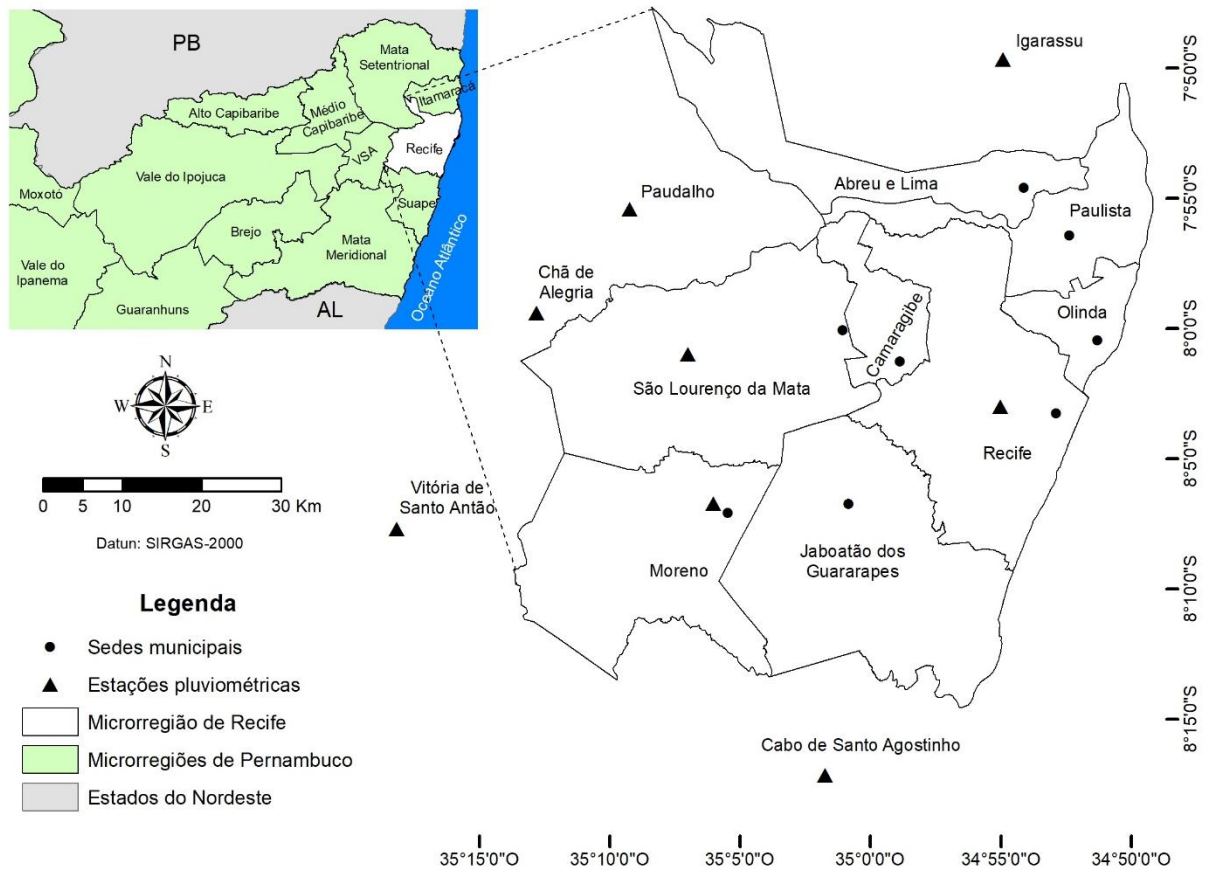 PB
Mata
Setentrional
Itamaracá
Alto Capibaribe
Médio
Capibaribe
VSA
Recife
Vale do Ipojuca
Moxotó
Suape
Brejo
Mata
Meridional
Vale do
Ipanema
Guaranhuns
AL
Oceano Atlântico
N
W
E
S
0 5 10 20 30 Km
Datun: SIRGAS-2000
Legenda
Sedes municipais
Estações pluviométricas
Microrregião de Recife
Microrregiões de Pernambuco
Estados do Nordeste
Igarassu
Abreu e Lima
Paudalho
Paulista
Chã de
Alegria
Olinda
Camaragibe
São Lourenço da Mata
Recife
Vitória de
Santo Antão
Jaboatão dos
Guararapes
Moreno
Cabo de Santo Agostinho
7°50'0"S
7°55'0"S
8°0'0"S
8°5'0"S
8°10'0"S
8°15'0"S
35°15'0"O
35°10'0"O
35°5'0"O
35°0'0"O
34°55'0"O
34°50'0"O